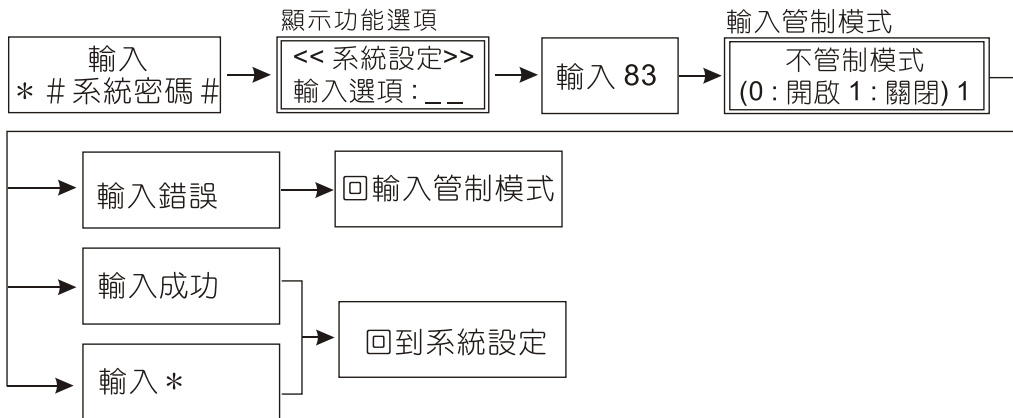 顯示功能選項
輸入管制模式
輸入
＊＃系統密碼＃
<< 系統設定>>
輸入選項：_ _
輸入 83
不管制模式
(0：開啟 1：關閉) 1
輸入錯誤
回輸入管制模式
輸入成功
回到系統設定
輸入＊